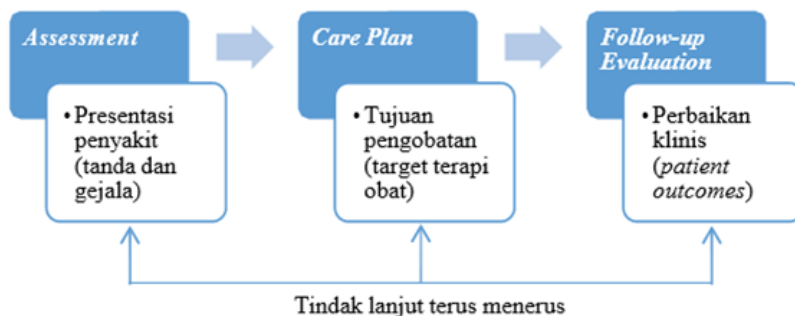 Assessment
• Presentasi
penyakit
(tanda dan
gejala)
Care Plan
• Tujuan
pengobatan
(target terapi
obat)
Follow-up
Evaluation
• Perbaikan
klinis
(patient
outcomes)
Tindak lanjut terus menerus